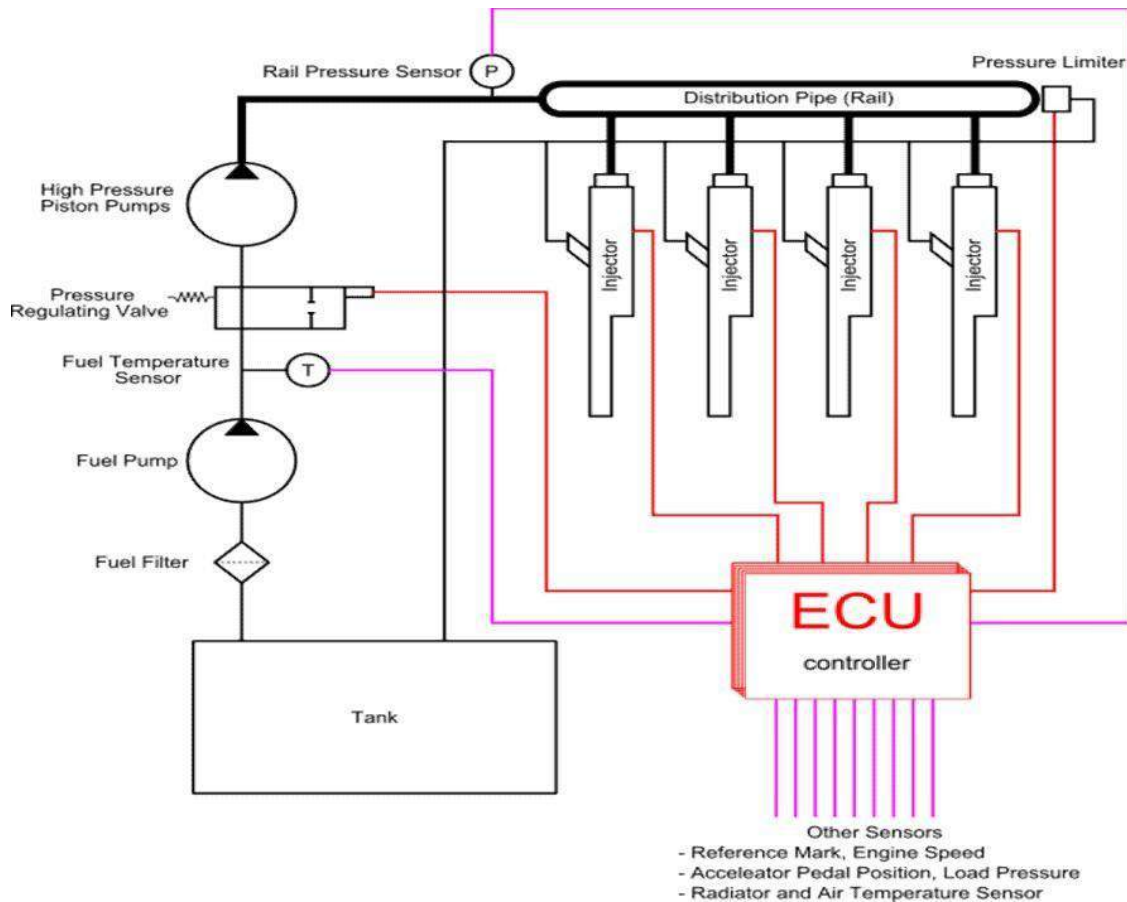 Rail Pressure Sensor
P
Pressure Limiter
Distribution Pipe (Rail)
High Pressure
Piston Pumps
Injector
Injector
Injector
Injector
Pressure
Regulating Valve
Fuel Temperature
Sensor
T
Fuel Pump
Fuel Filter
ECU
controller
Tank
Other Sensors
- Reference Mark, Engine Speed
- Acceleator Pedal Position, Load Pressure
- Radiator and Air Temperature Sensor